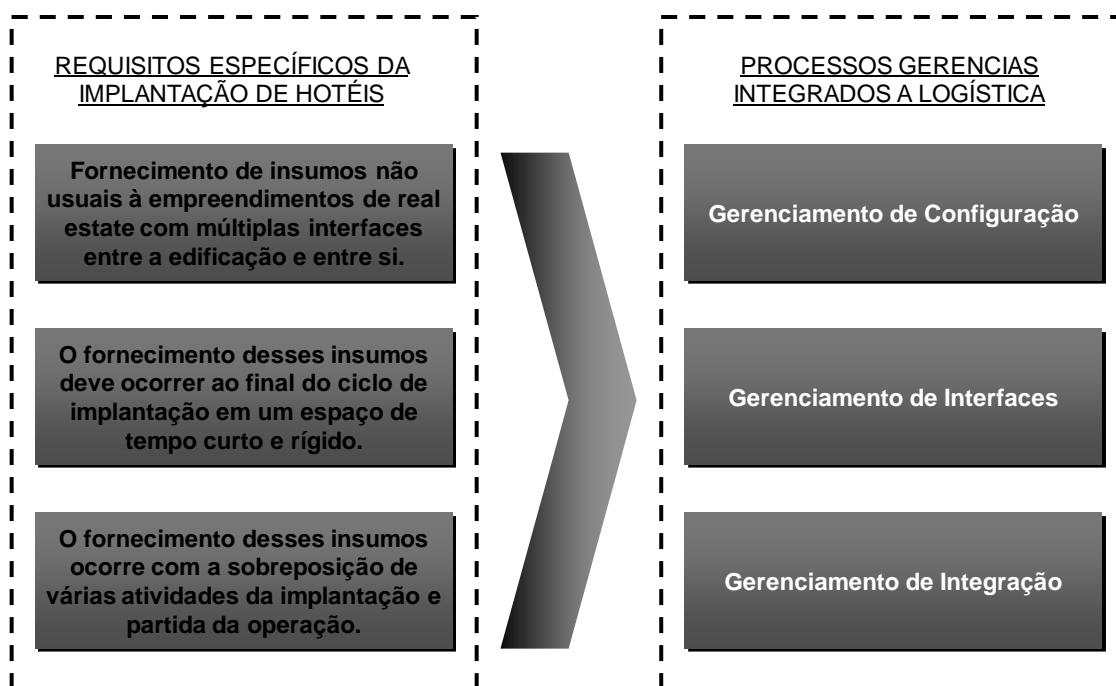 REQUISITOS ESPECÍFICOS DA
IMPLANTAÇÃO DE HOTÉIS
Fornecimento de insumos não
usuais à empreendimentos de real
estate com múltiplas interfaces
entre a edificação e entre si.
O fornecimento desses insumos
deve ocorrer ao final do ciclo de
implantação em um espaço de
tempo curto e rígido.
O fornecimento desses insumos
ocorre com a sobreposição de
várias atividades da implantação e
partida da operação.
PROCESSOS GERENCIAS
INTEGRADOS A LOGÍSTICA
Gerenciamento de Configuração
Gerenciamento de Interfaces
Gerenciamento de Integração